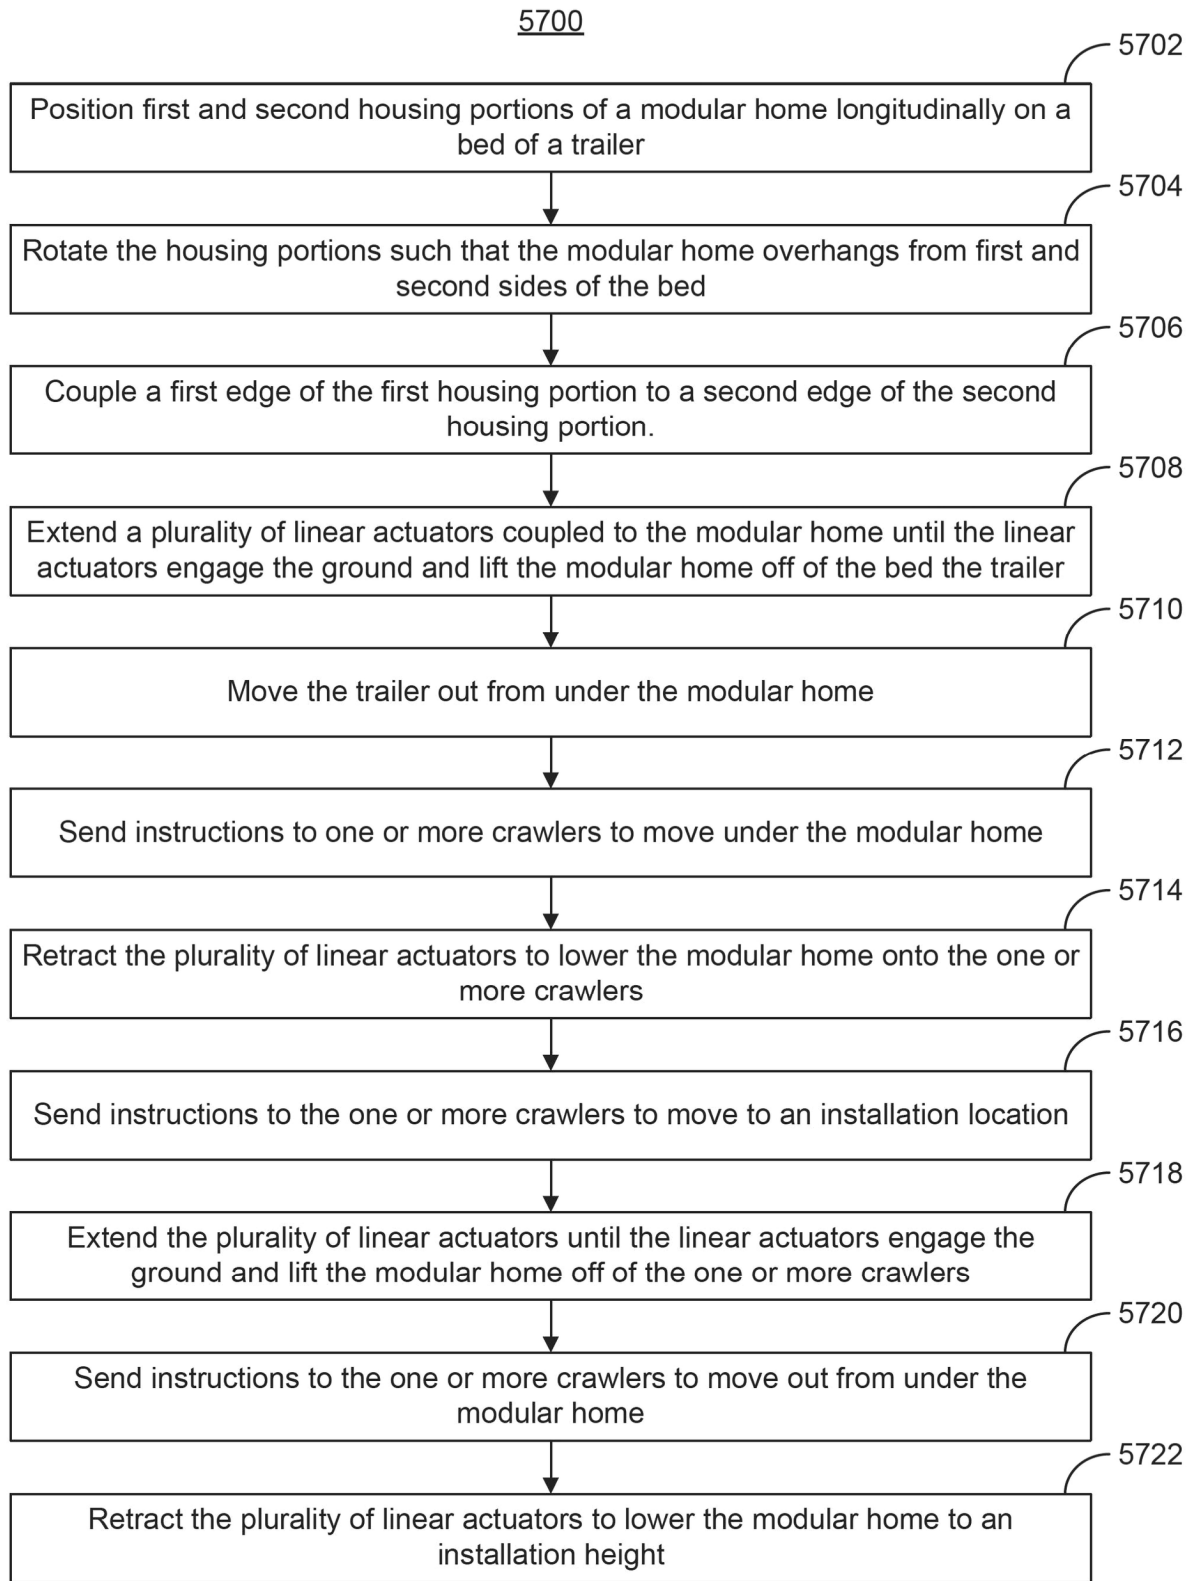 5700
5702
Position first and second housing portions of a modular home longitudinally on a
bed of a trailer
5704
Rotate the housing portions such that the modular home overhangs from first and
second sides of the bed
5706
Couple a first edge of the first housing portion to a second edge of the second
housing portion.
5708
Extend a plurality of linear actuators coupled to the modular home until the linear
actuators engage the ground and lift the modular home off of the bed the trailer
5710
Move the trailer out from under the modular home
5712
Send instructions to one or more crawlers to move under the modular home
5714
Retract the plurality of linear actuators to lower the modular home onto the one or
more crawlers
5716
Send instructions to the one or more crawlers to move to an installation location
5718
Extend the plurality of linear actuators until the linear actuators engage the
ground and lift the modular home off of the one or more crawlers
5720
Send instructions to the one or more crawlers to move out from under the
modular home
5722
Retract the plurality of linear actuators to lower the modular home to an
installation height